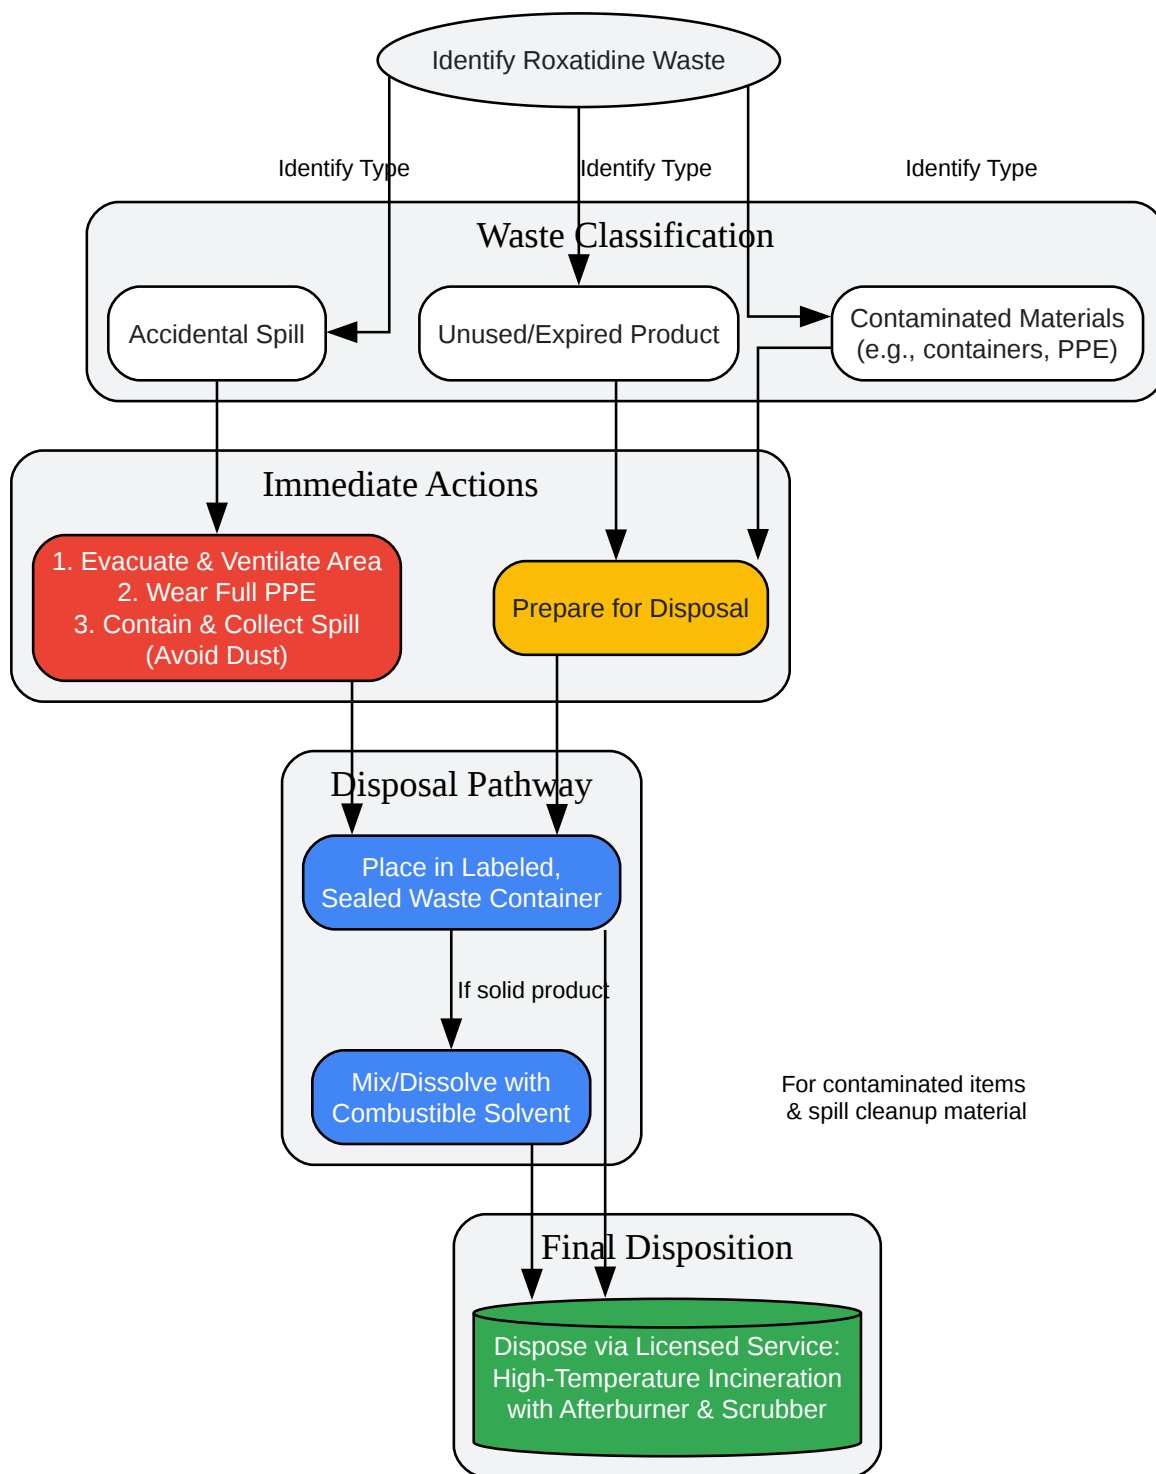 Identify Roxatidine Waste
Identify Type
Identify Type
Identify Type
Waste Classification
Accidental Spill
Unused/Expired Product
Contaminated Materials
(e.g., containers, PPE)
Immediate Actions
1. Evacuate & Ventilate Area
2. Wear Full PPE
3. Contain & Collect Spill
(Avoid Dust)
Prepare for Disposal
Disposal Pathway
Place in Labeled,
Sealed Waste Container
If solid product
Mix/Dissolve with
Combustible Solvent
For contaminated items
& spill cleanup material
Final Disposition
Dispose via Licensed Service:
High-Temperature Incineration
with Afterburner & Scrubber